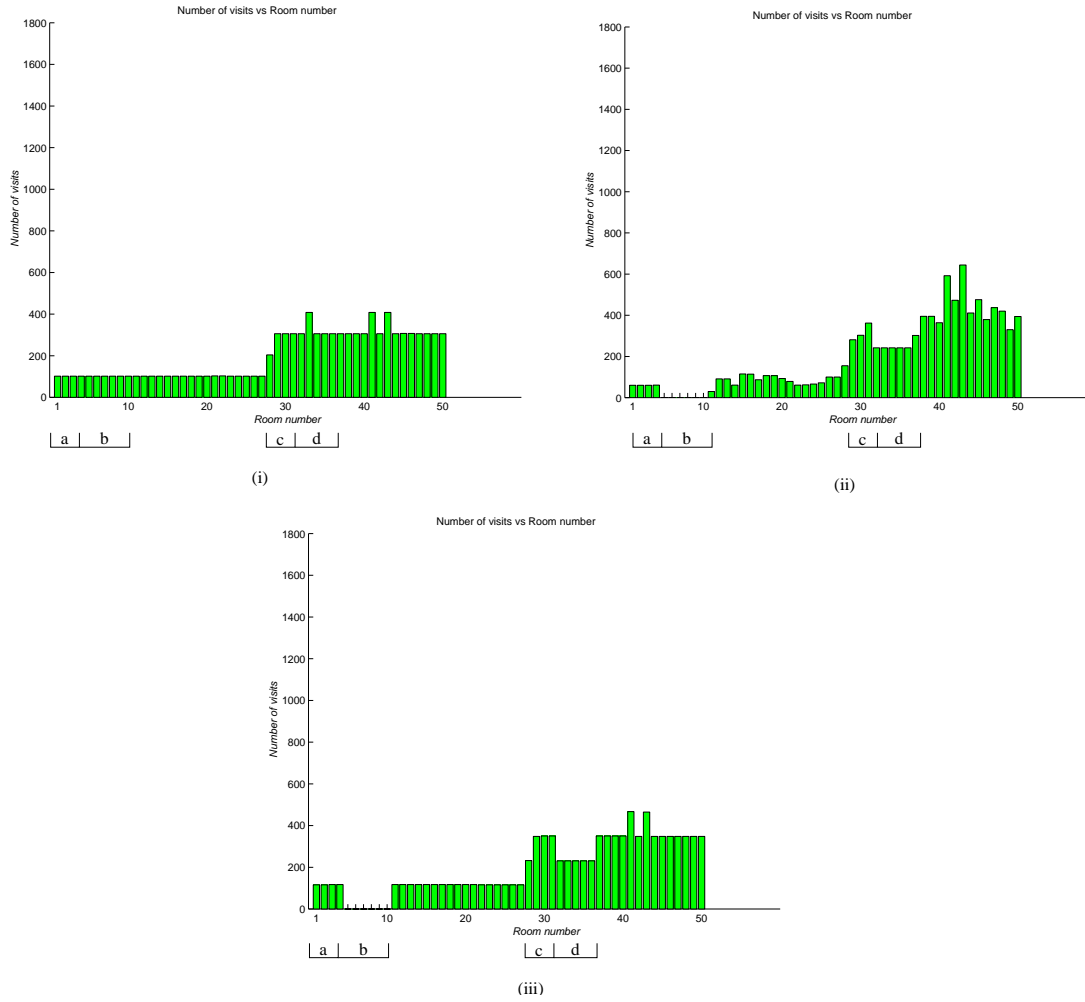 Number of visits vs Room number
1800
1600
1400
1200
1000
800
600
400
200
0
Number of visits
1 10 20 30 40 50
Room number
a b c d
(i)
Number of visits vs Room number
1800
1600
1400
1200
1000
800
600
400
200
0
Number of visits
1 10 20 30 40 50
Room number
a b c d
(ii)
Number of visits vs Room number
1800
1600
1400
1200
1000
800
600
400
200
0
Number of visits
1 10 20 30 40 50
Room number
a b c d
(iii)